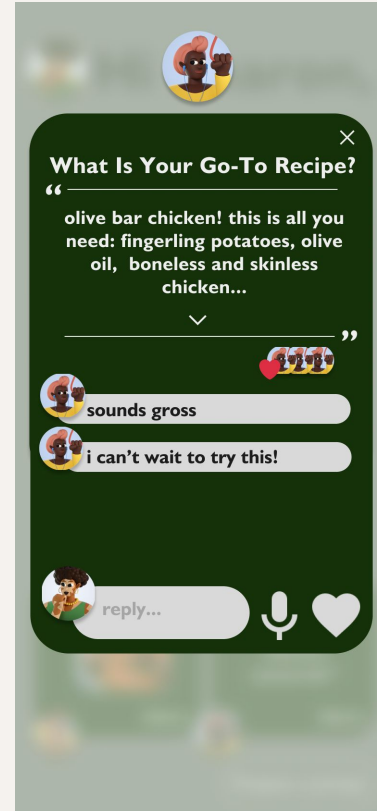 What Is Your Go-To Recipe?
“
olive bar chicken! this is all you
need: fingerling potatoes, olive
oil,  boneless and skinless
chicken...
”
sounds gross
i can’t wait to try this!
reply...